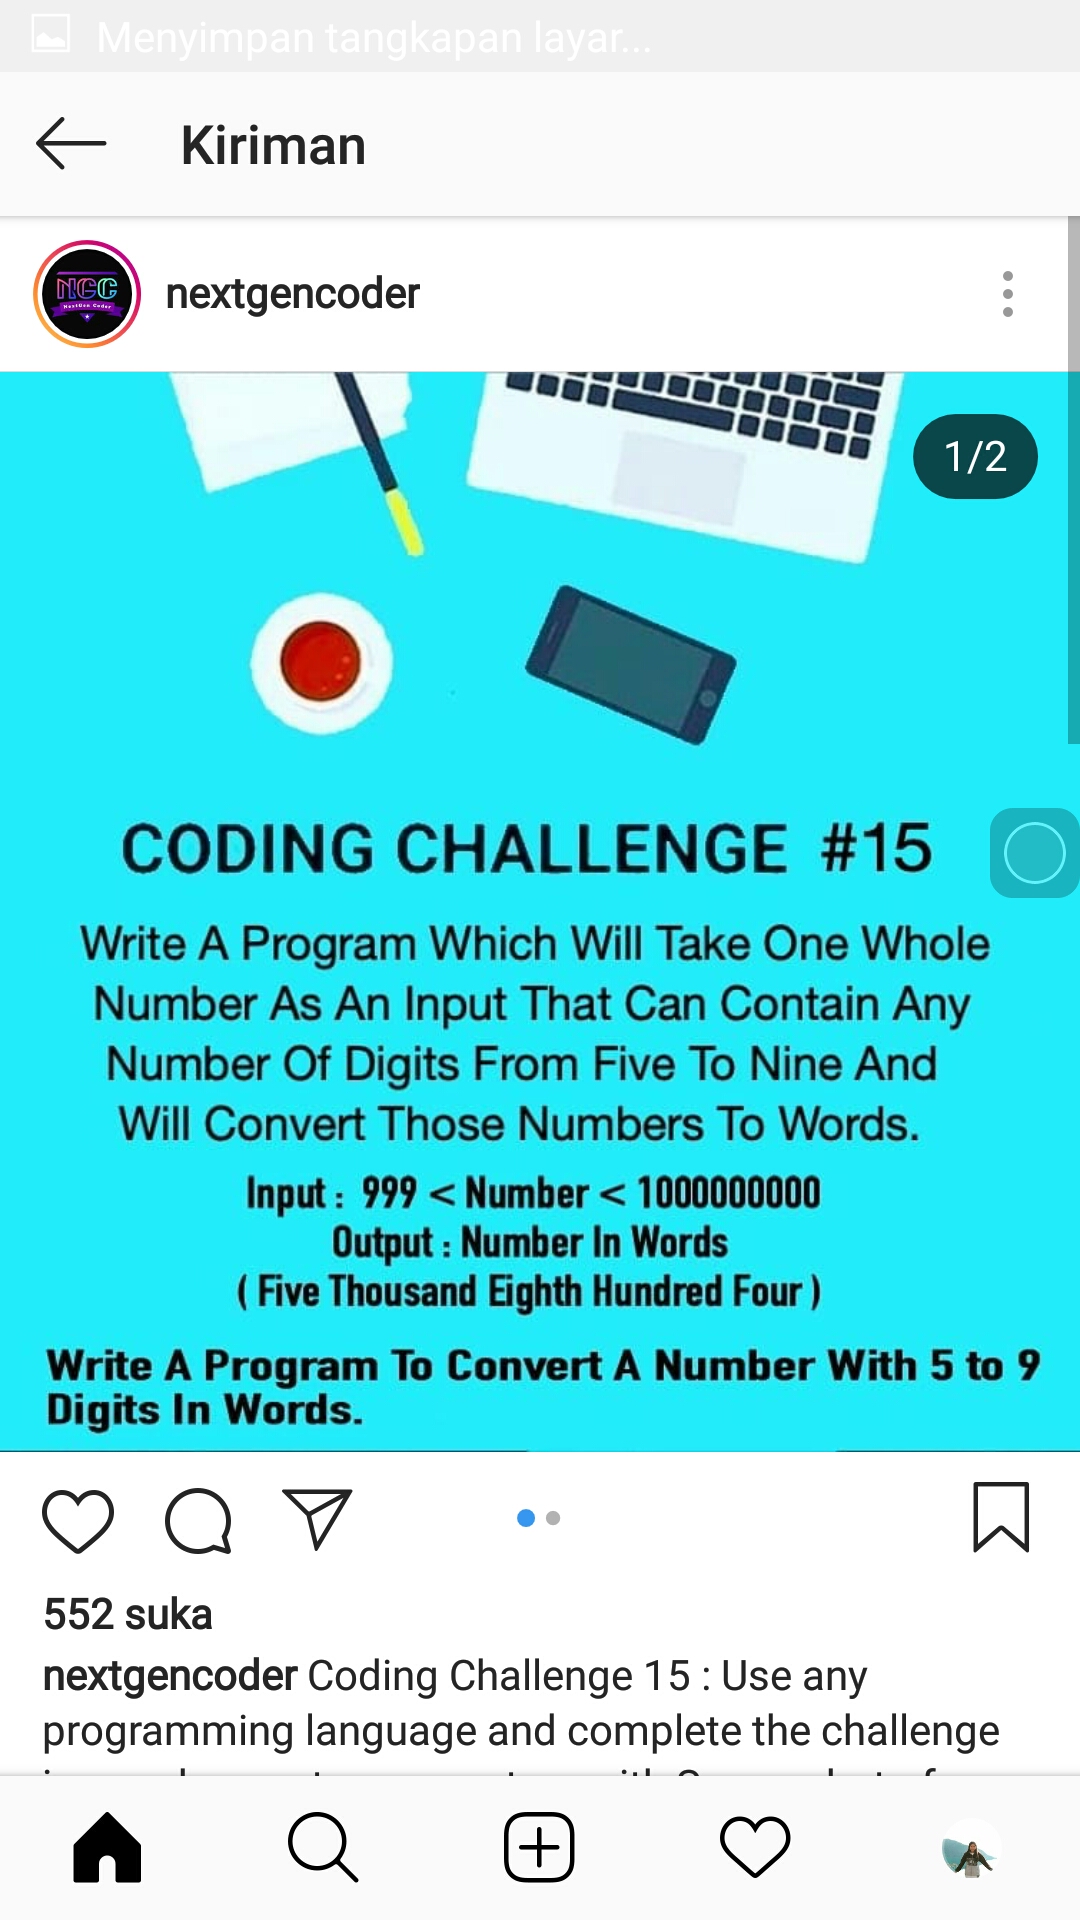 Menyimpan tangkapan layar...
Kiriman
NGC
NextGen Coder
nextgencoder
1/2
CODING CHALLENGE #15
Write A Program Which Will Take One Whole
Number As An Input That Can Contain Any
Number Of Digits From Five To Nine And
Will Convert Those Numbers To Words.
Input : 999 < Number < 1000000000
Output : Number In Words
( Five Thousand Eighth Hundred Four )
Write A Program To Convert A Number With 5 to 9
Digits In Words.
552 suka
nextgencoder Coding Challenge 15 : Use any
programming language and complete the challenge